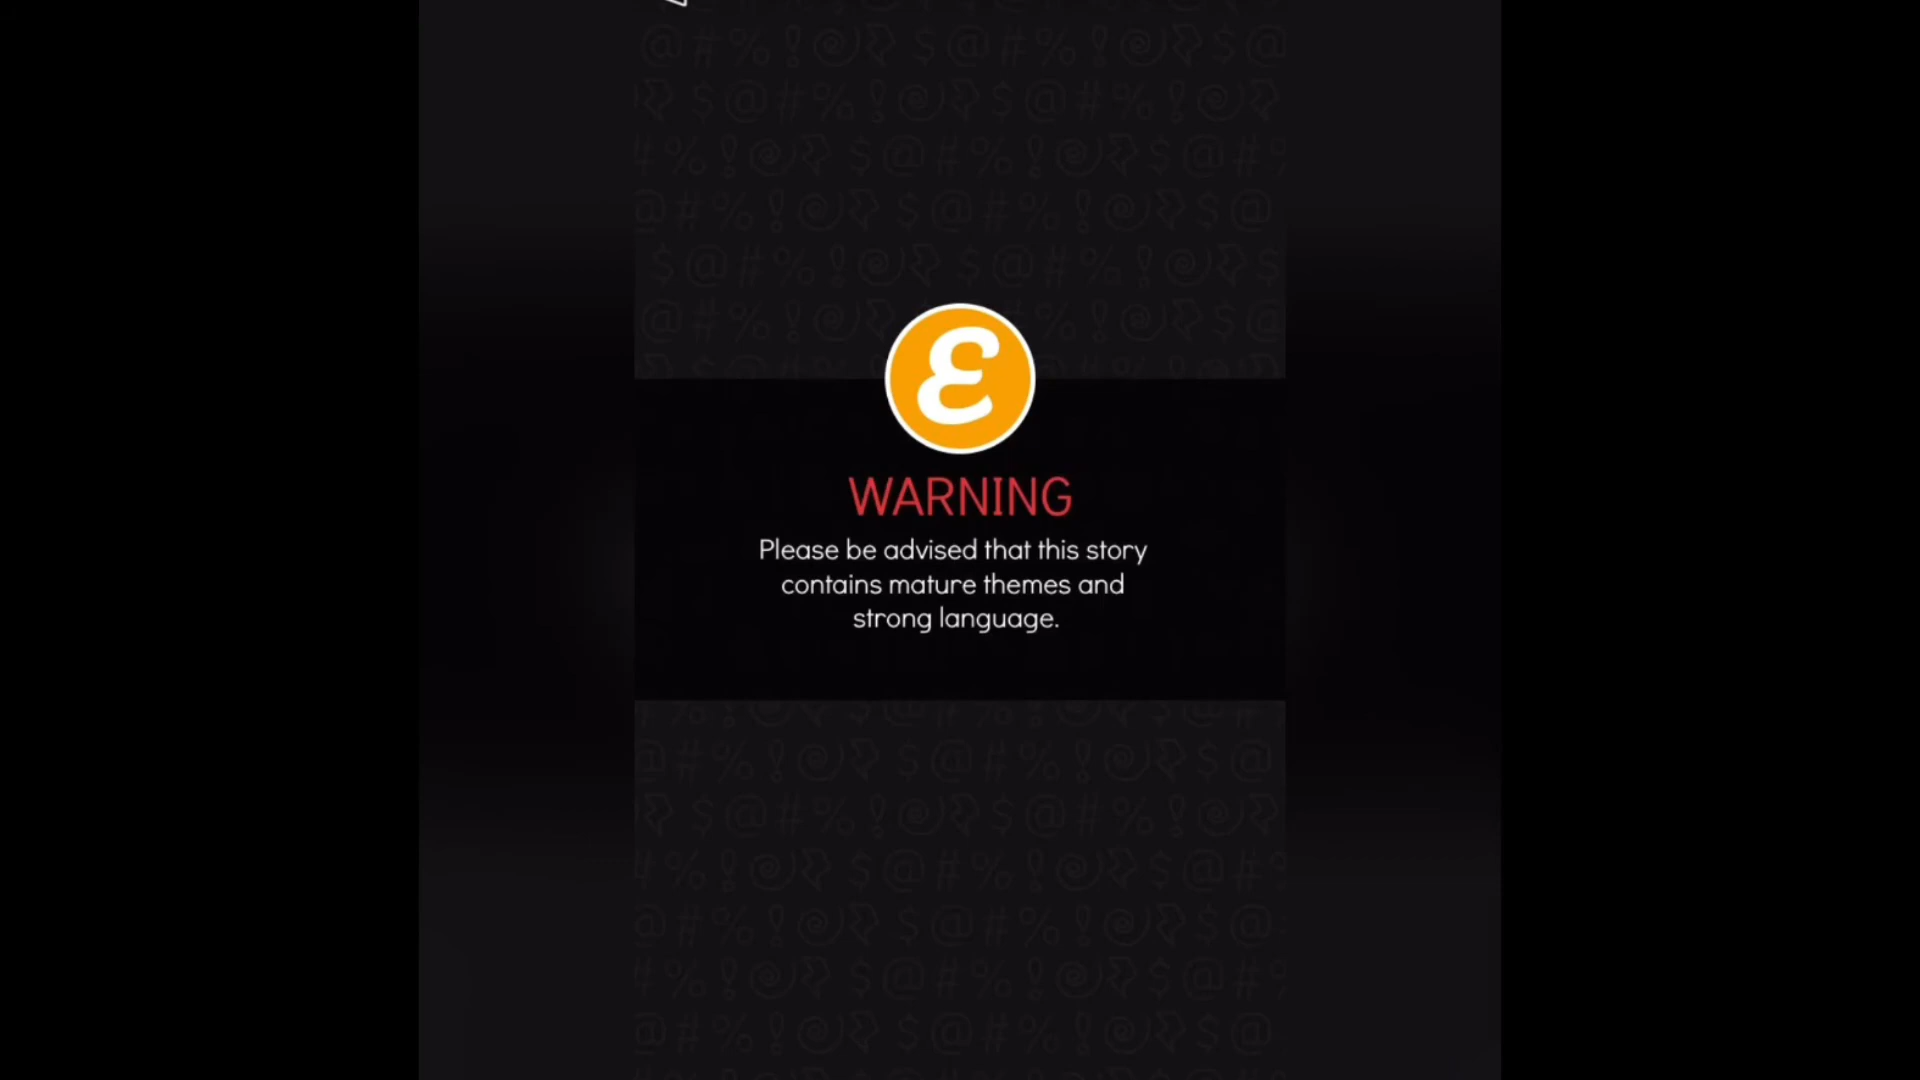 ɛ
WARNING
Please be advised that this story
contains mature themes and
strong language.